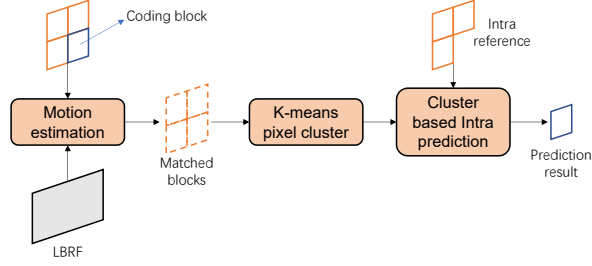 Coding block
Intra
reference
Motion
estimation
Matched
blocks
K-means
pixel cluster
Cluster
based Intra
prediction
Prediction
result
LBRF